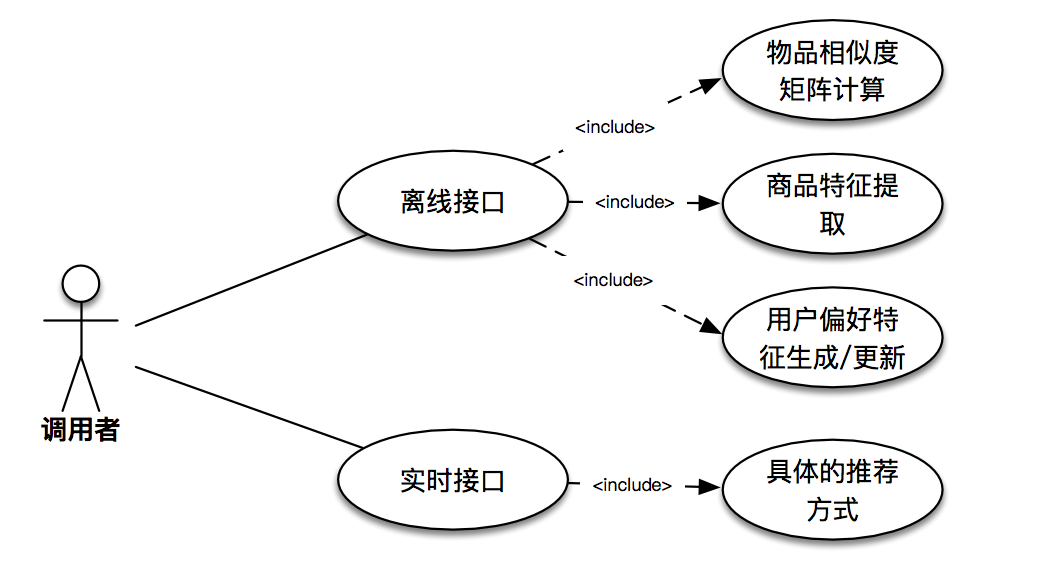 物品相似度
矩阵计算
<include>
离线接口
<include>
商品特征提
取
<include>
用户偏好特
征生成/更新
调用者
实时接口
<include>
具体的推荐
方式